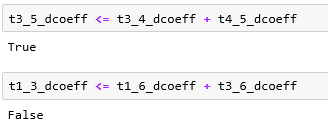 t3_5_dcoeff <= t3_4_dcoeff + t4_5_dcoeff
True
t1_3_dcoeff <= t1_6_dcoeff + t3_6_dcoeff
False